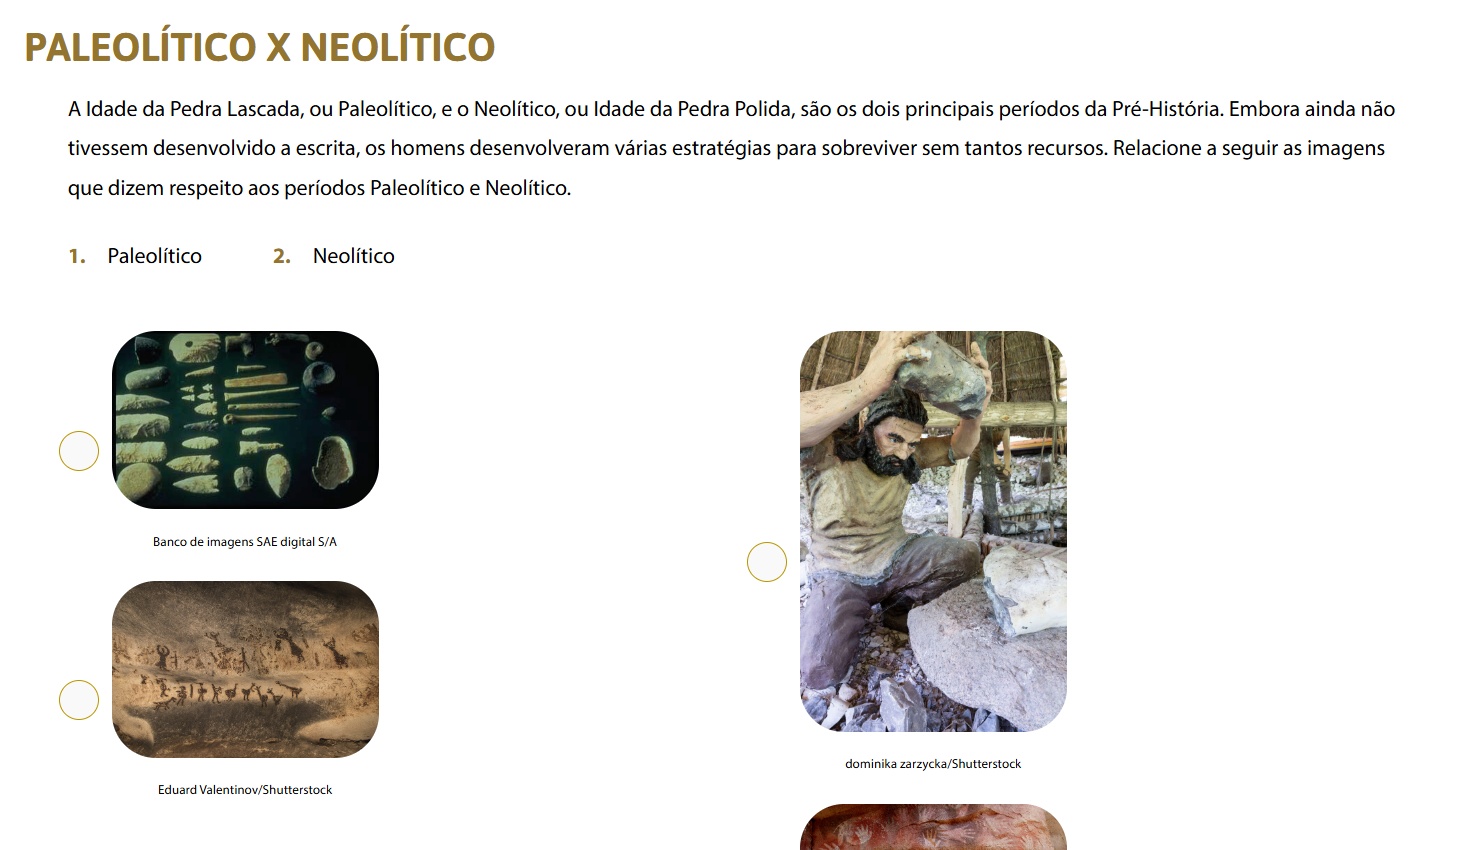 PALEOLÍTICO X NEOLÍTICO
A Idade da Pedra Lascada, ou Paleolítico, e o Neolítico, ou Idade da Pedra Polida, são os dois principais períodos da Pré-História. Embora ainda não
tivessem desenvolvido a escrita, os homens desenvolveram várias estratégias para sobreviver sem tantos recursos. Relacione a seguir as imagens
que dizem respeito aos períodos Paleolítico e Neolítico.
1. Paleolítico 2. Neolítico
Banco de imagens SAE digital S/A
Eduard Valentinov/Shutterstock
dominika zarzycka/Shutterstock